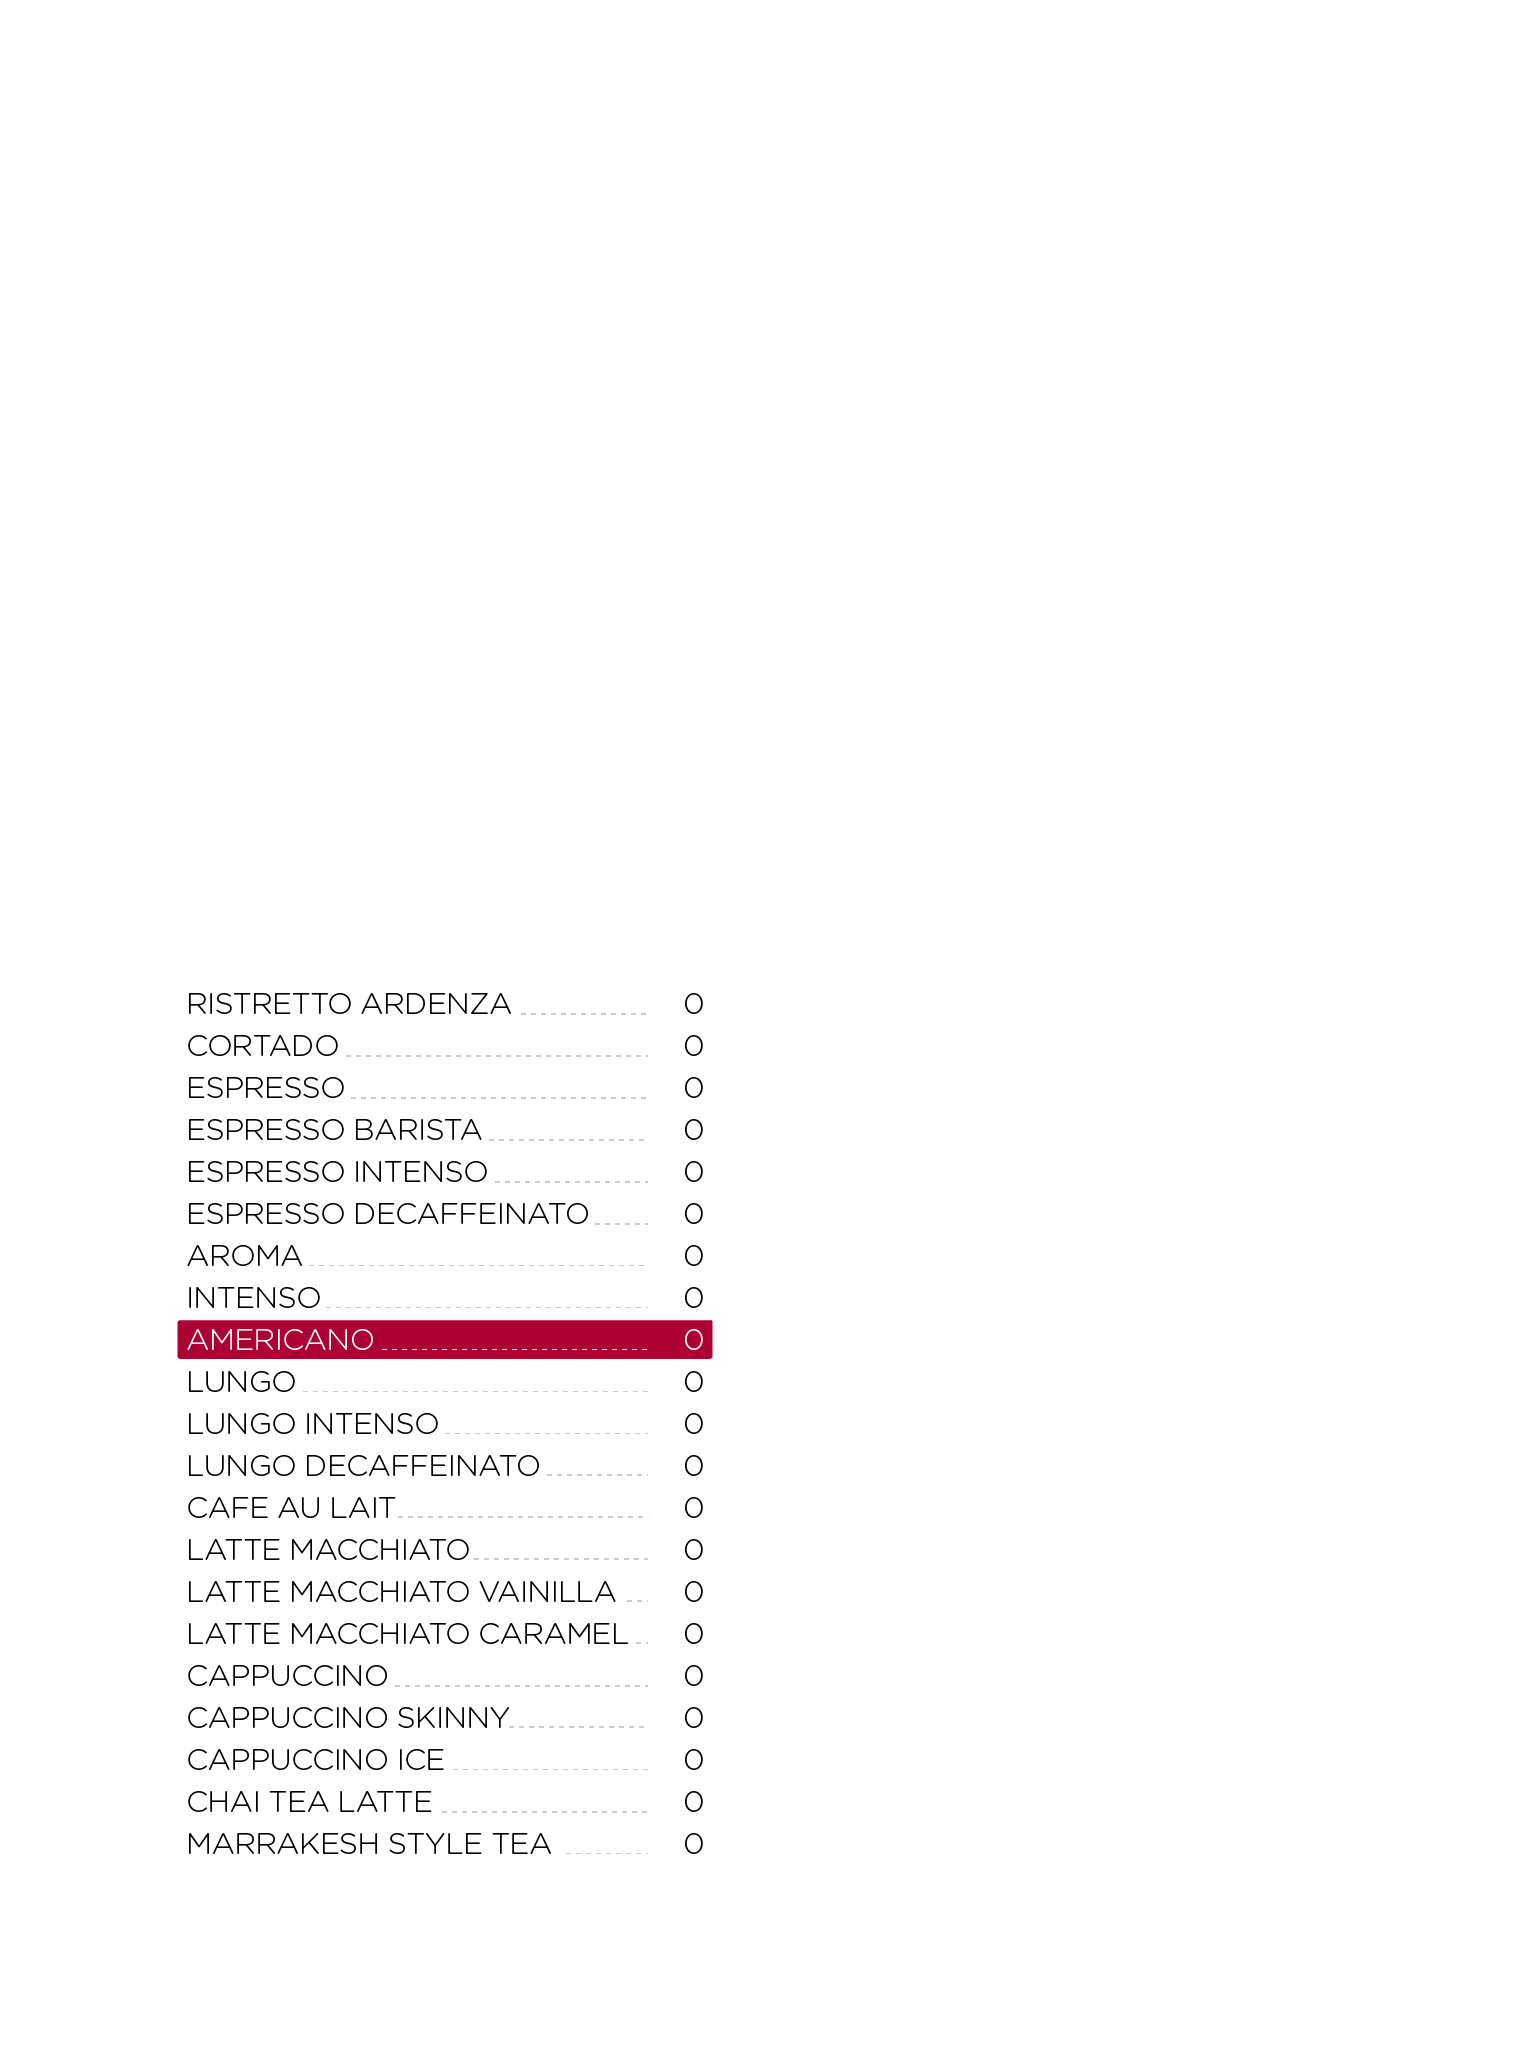 RISTRETTO ARDENZA 0
CORTADO 0
ESPRESSO 0
ESPRESSO BARISTA 0
ESPRESSO INTENSO 0
ESPRESSO DECAFFEINATO 0
AROMA 0
INTENSO 0
AMERICANO 0
LUNGO 0
LUNGO INTENSO 0
LUNGO DECAFFEINATO 0
CAFE AU LAIT 0
LATTE MACCHIATO 0
LATTE MACCHIATO VAINILLA 0
LATTE MACCHIATO CARAMEL 0
CAPPUCCINO 0
CAPPUCCINO SKINNY 0
CAPPUCCINO ICE 0
CHAI TEA LATTE 0
MARRAKESH STYLE TEA 0